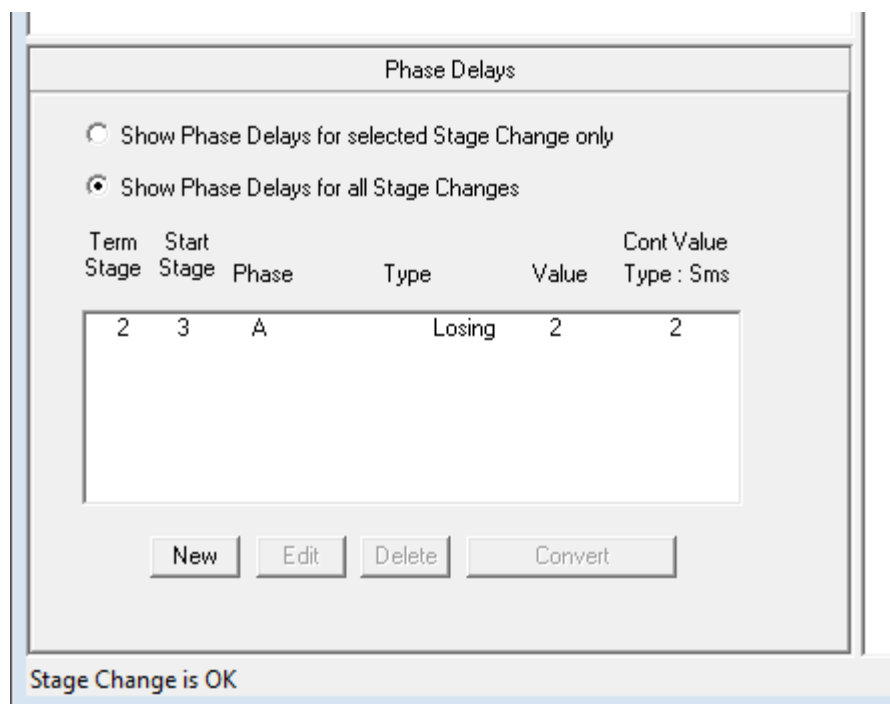 Phase Delays
Show Phase Delays for selected Stage Change only
Show Phase Delays for all Stage Changes
Term Stage Start Stage Phase Type Value Cont Value Type : Sms
2 3 A Losing 2 2
New Edit Delete Convert
Stage Change is OK